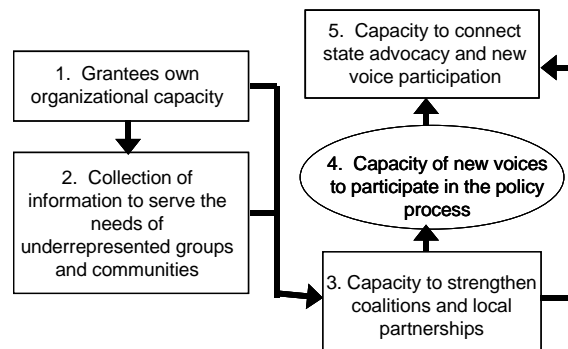 1. Grantees own
organizational capacity
2. Collection of
information to serve the
needs of
underrepresented groups
and communities
3. Capacity to strengthen
coalitions and local
partnerships
4. Capacity of new voices
to participate in the policy
process
5. Capacity to connect
state advocacy and new
voice participation